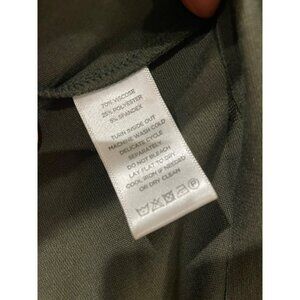 70% VISCOSE
25% POLYESTER
5% SPANDEX
TURN INSIDE OUT
MACHINE WASH COLD
DELICATE CYCLE
SEPARATELY
DO NOT BLEACH
LAY FLAT TO DRY
COOL IRON IF NEEDED
OR DRY CLEAN